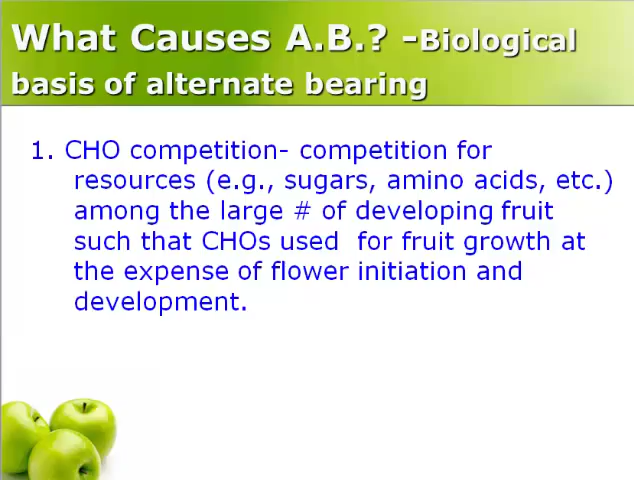 What Causes A.B.? -Biological
basis of alternate bearing
1. CHO competition- competition for
resources (e.g., sugars, amino acids, etc.)
among the large # of developing fruit
such that CHOs used for fruit growth at
the expense of flower initiation and
development.